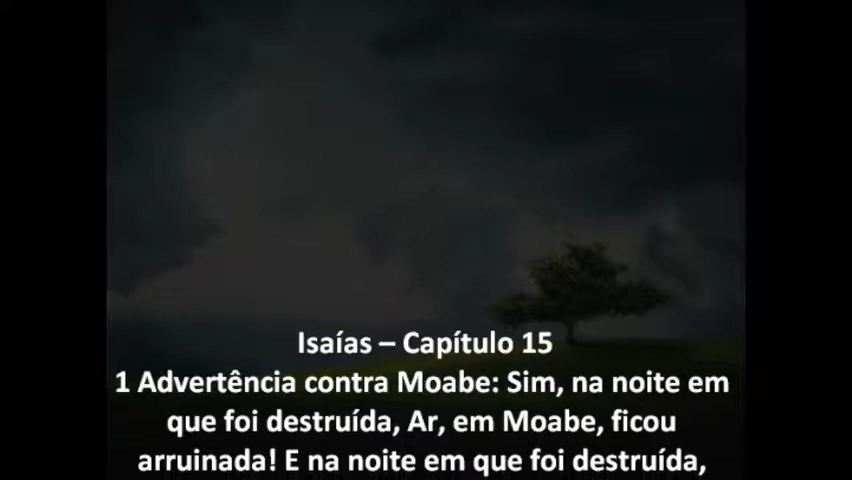 Isaías – Capítulo 15
1 Advertência contra Moabe: Sim, na noite em
que foi destruída, Ar, em Moabe, ficou
arruinada! E na noite em que foi destruída,